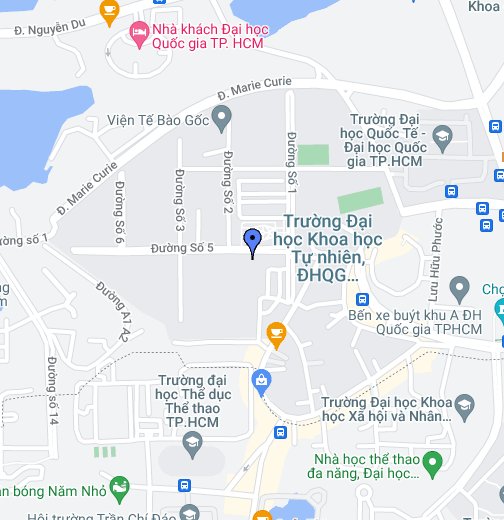 Khoa
Đ. Nguyễn Du
Nhà khách Đại học
Quốc gia TP. HCM
Đ. Marie Curie
Viện Tế Bào Gốc
Trường Đại
học Quốc Tế -
Đại học Quốc
gia TP.HCM
Đường Số 1
Đường Số 2
Đường Số 3
Đường Số 6
Đ. Marie Curie
Đường Số 5
Trường Đại
học Khoa học
Tự nhiên,
ĐHQG...
Lưu Hữu Phước
Đường A1 A2
Bến xe buýt khu A ĐH
Quốc gia TPHCM
Đường số 14
Trường đại
học Thể dục
Thể thao
TP.HCM
Trường Đại học Khoa
học Xã hội và Nhân...
Nhà học thể thao
đa năng, Đại học...
bóng Năm Nhỏ
Hội trường Trần Chí Đáo